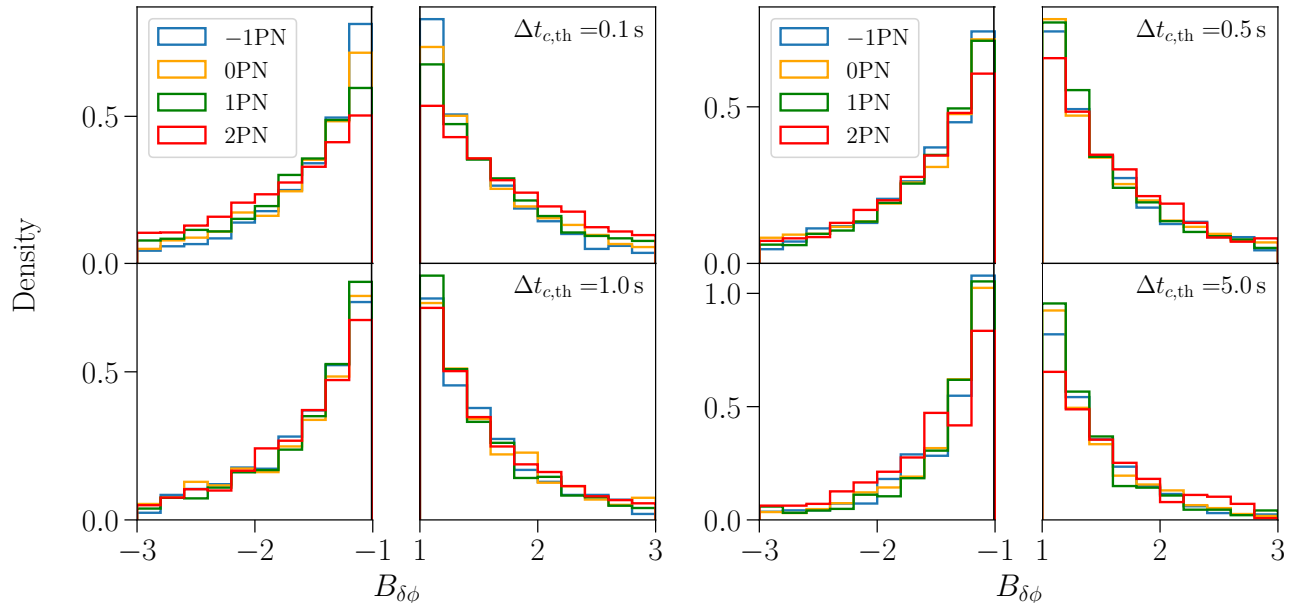 −1PN
0PN
1PN
2PN
Δt_{c,th} =0.1 s
−1PN
0PN
1PN
2PN
Δt_{c,th} =0.5 s
0.5
0.0
0.5
0.0
Density
Δt_{c,th} =1.0 s
Δt_{c,th} =5.0 s
0.5
0.0
1.0
0.5
0.0
−3 −2 −1 1 2 3
−3 −2 −1 1 2 3
B_{δϕ}
B_{δϕ}